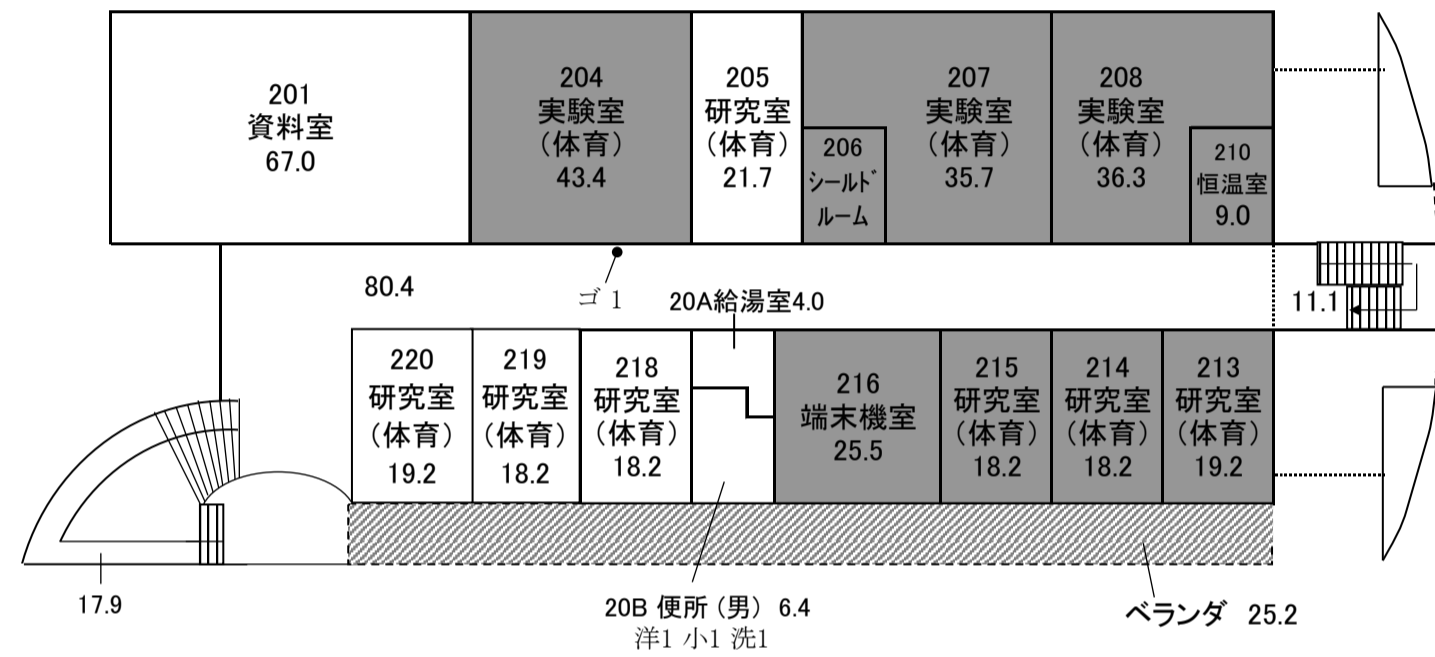 201
資料室
67.0
204
実験室
（体育）
43.4
205
研究室
（体育）
21.7
206
シールド
ルーム
207
実験室
（体育）
35.7
208
実験室
（体育）
36.3
210
恒温室
9.0
80.4
ゴ 1
20A給湯室4.0
11.1
220
研究室
（体育）
19.2
219
研究室
（体育）
18.2
218
研究室
（体育）
18.2
216
端末機室
25.5
215
研究室
（体育）
18.2
214
研究室
（体育）
18.2
213
研究室
（体育）
19.2
17.9
20B 便所（男） 6.4
洋1 小1 洗1
ベランダ 25.2